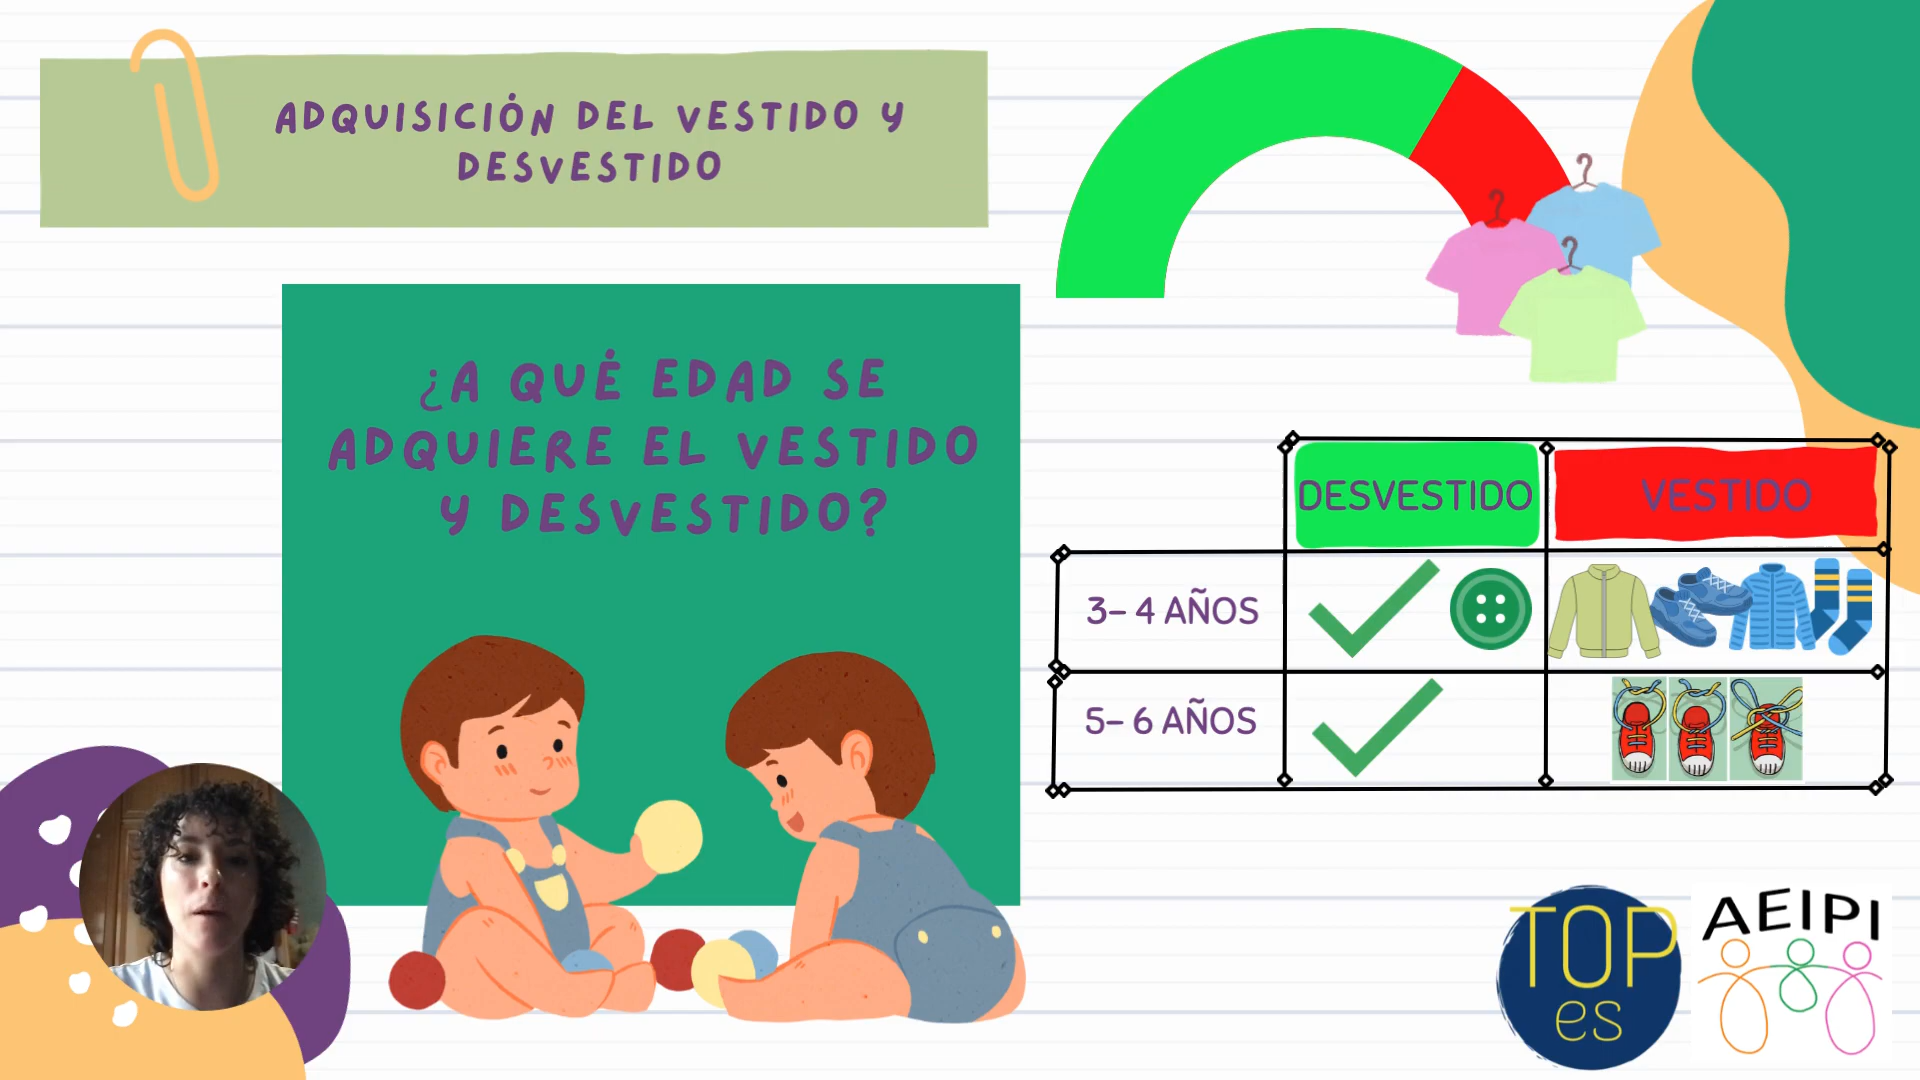 ADQUISICIÓN DEL VESTIDO Y
DESVESTIDO
¿A QUÉ EDAD SE
ADQUIERE EL VESTIDO
Y DESVESTIDO?
DESVESTIDO
VESTIDO
3- 4 AÑOS
5- 6 AÑOS
TOP
es
AEIPI